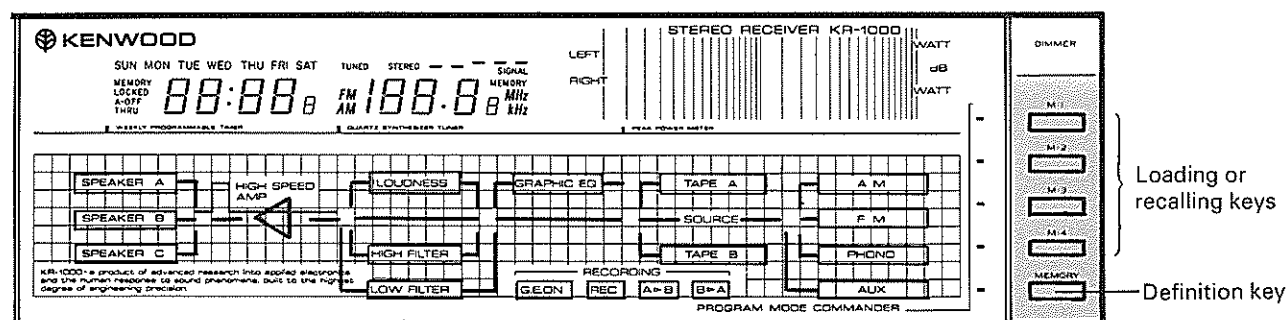 KENWOOD
STEREO RECEIVER KR-1000
DIMMER
SUN MON TUE WED THU FRI SAT
TUNED STEREO
SIGNAL
MEMORY
LOCKED
A-OFF
THRU
88:88 8
FM
AM
188.8 8
MEMORY
MHz
kHz
LEFT
RIGHT
WATT
dB
WATT
WEEKLY PROGRAMMABLE TIMER
QUARTZ SYNTHESIZER TUNER
PEAK POWER METER
M-1
M-2
M-3
M-4
MEMORY
Loading or
recalling keys
Definition key
SPEAKER A
HIGH SPEED
AMP
LOUDNESS
GRAPHIC EQ
TAPE A
AM
SPEAKER B
SOURCE
FM
SPEAKER C
HIGH FILTER
TAPE B
PHONO
KR-1000-a product of advanced research into applied electronics
and the human response to sound phenomena, built to the highest
degree of engineering precision.
LOW FILTER
RECORDING
G.E.ON REC A▶B B▶A
AUX
PROGRAM MODE COMMANDER